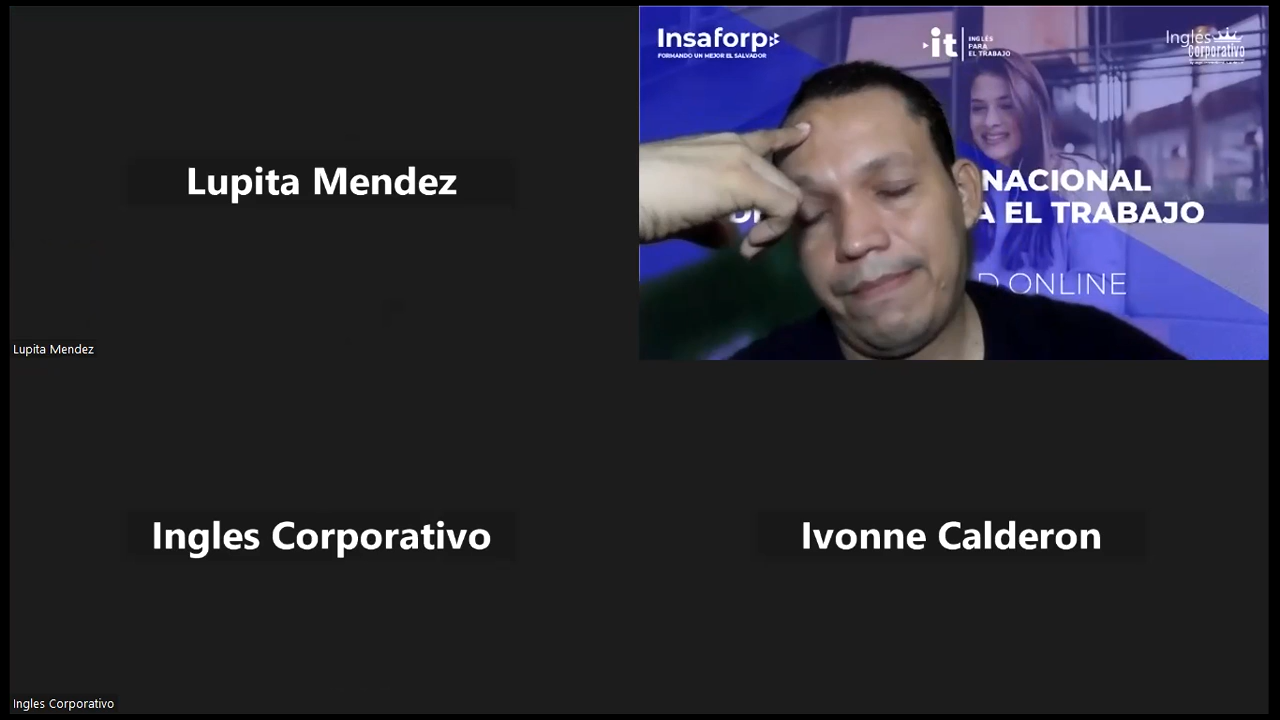 Lupita Mendez
Lupita Mendez
Insaforp
FORMANDO UN MEJOR EL SALVADOR
it
INGLÉS
PARA
EL TRABAJO
Inglés
Corporativo
NACIONAL
A EL TRABAJO
D ONLINE
Ingles Corporativo
Ingles Corporativo
Ivonne Calderon